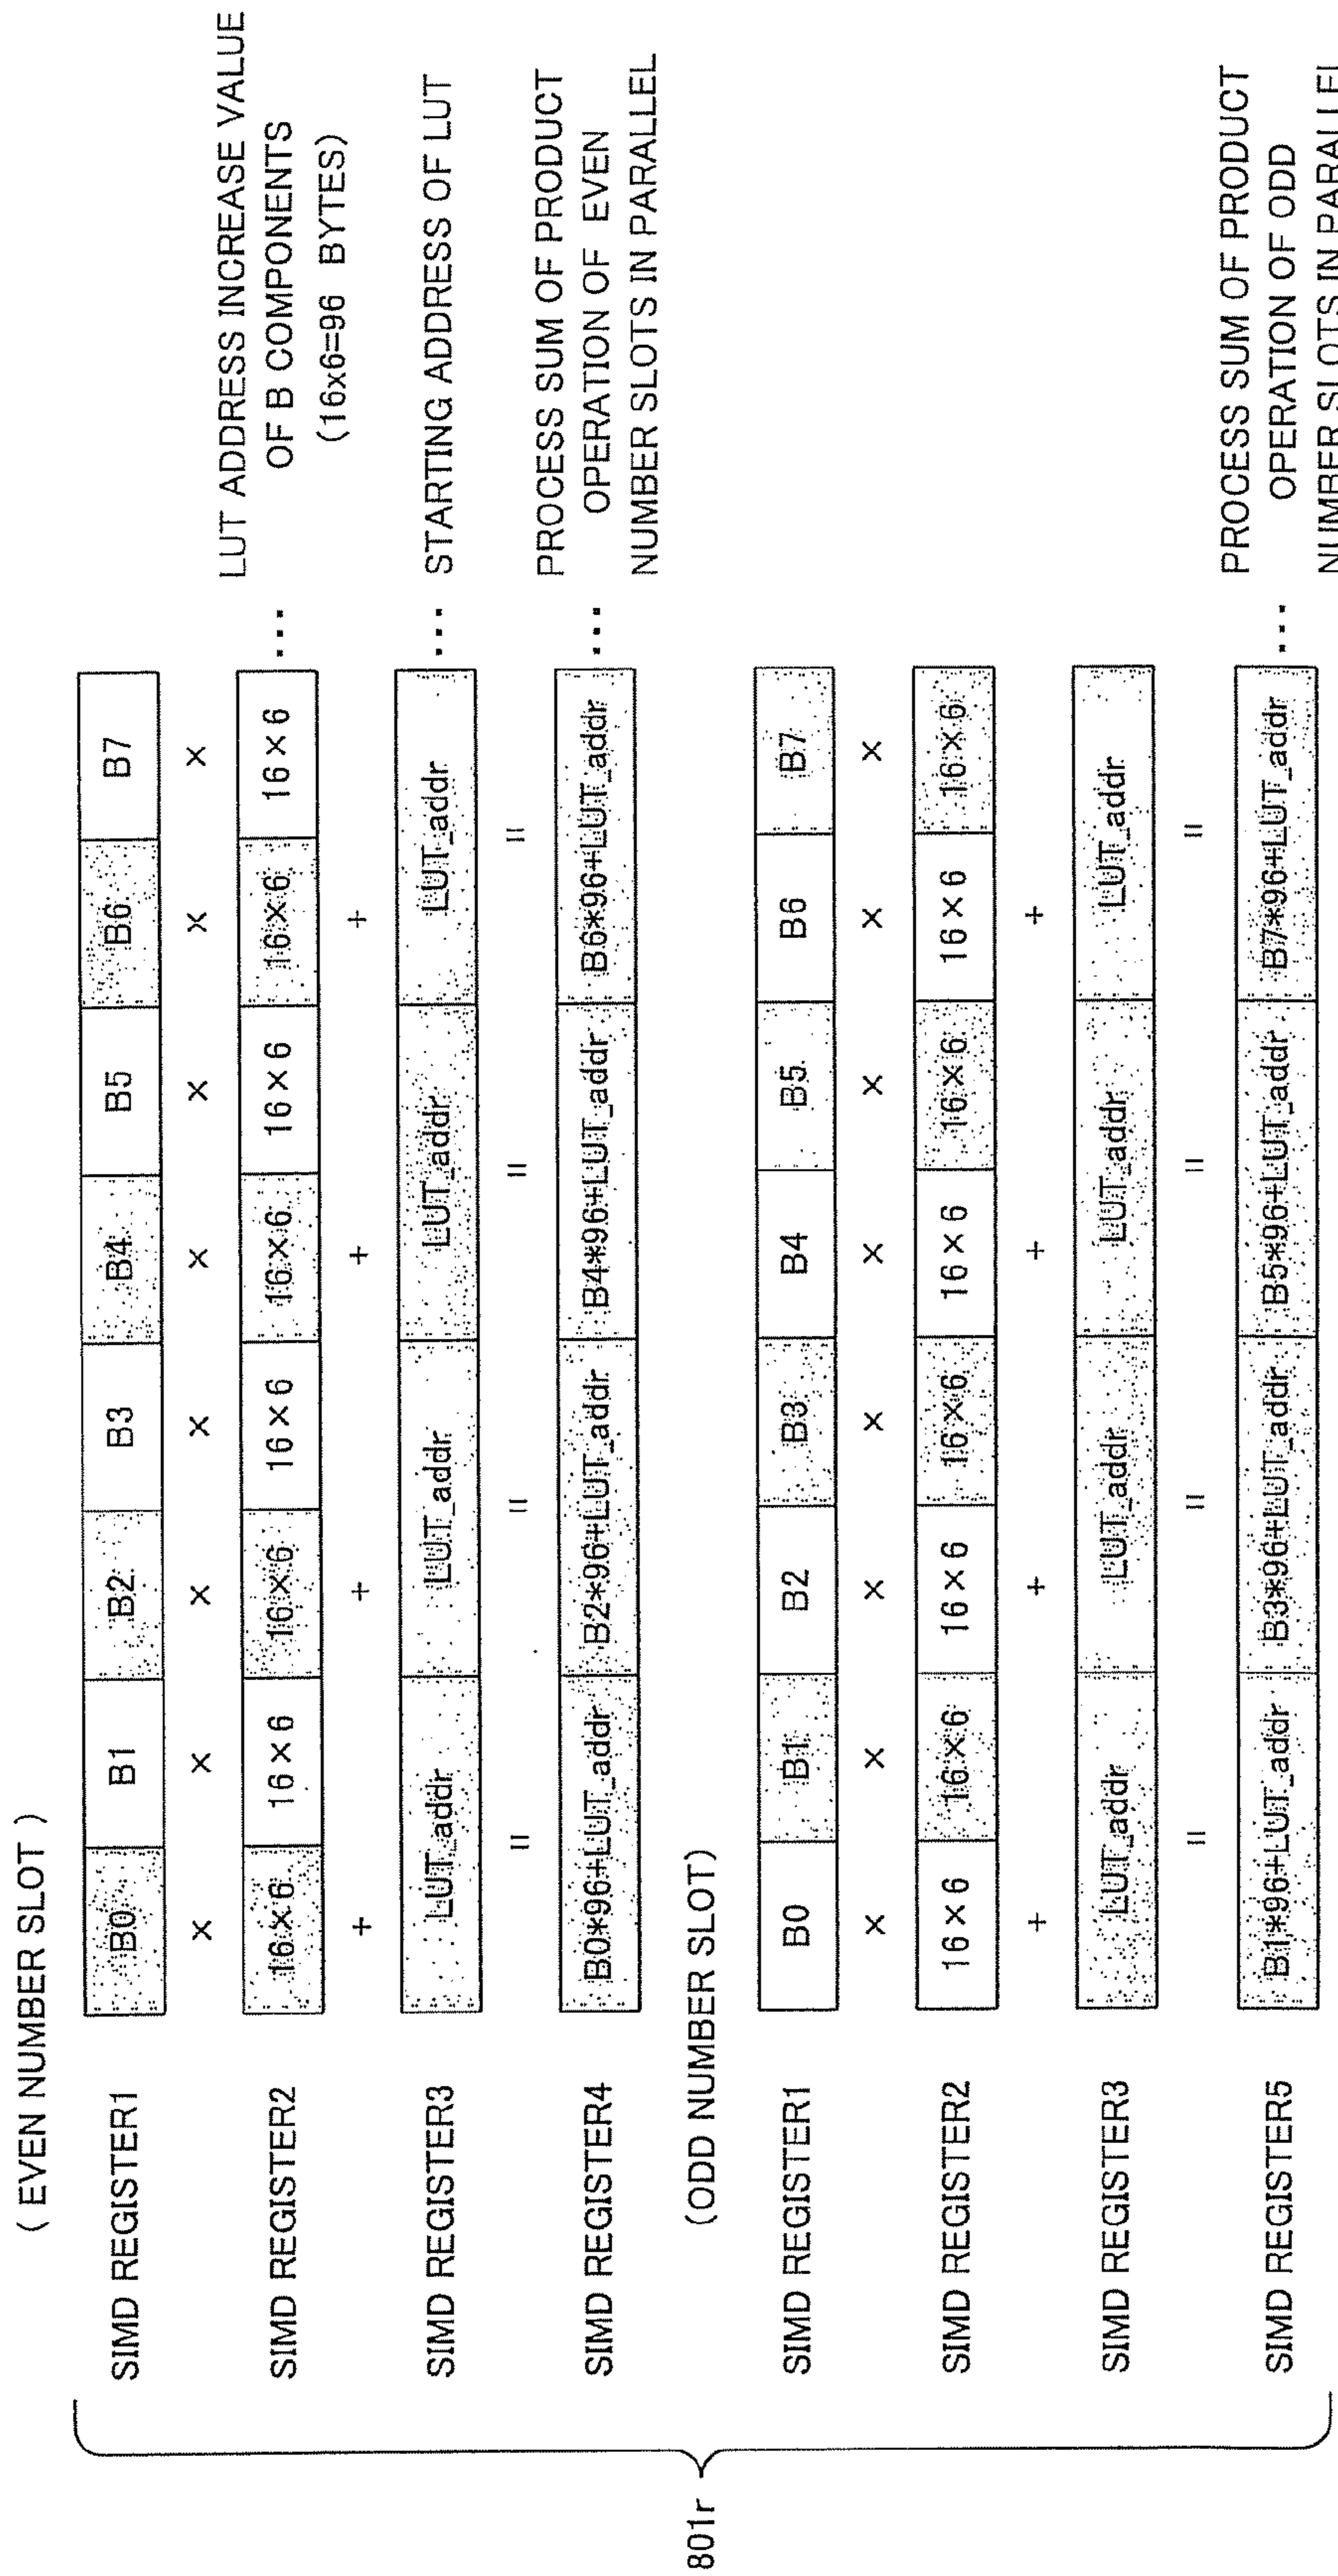 ( EVEN NUMBER SLOT )
SIMD REGISTER1 B0 B1 B2 B3 B4 B5 B6 B7
× × × × × × × ×
LUT ADDRESS INCREASE VALUE
SIMD REGISTER2 16×6 16×6 16×6 16×6 16×6 16×6 16×6 16×6 ... OF B COMPONENTS
(16x6=96 BYTES)
+ + + +
SIMD REGISTER3 LUT_addr LUT_addr LUT_addr LUT_addr ... STARTING ADDRESS OF LUT
= = = =
PROCESS SUM OF PRODUCT
SIMD REGISTER4 B0*96+LUT_addr B2*96+LUT_addr B4*96+LUT_addr B6*96+LUT_addr ... OPERATION OF EVEN
NUMBER SLOTS IN PARALLEL
801r
(ODD NUMBER SLOT)
SIMD REGISTER1 B0 B1 B2 B3 B4 B5 B6 B7
× × × × × × × ×
SIMD REGISTER2 16×6 16×6 16×6 16×6 16×6 16×6 16×6 16×6
+ + + +
SIMD REGISTER3 LUT_addr LUT_addr LUT_addr LUT_addr
= = = =
PROCESS SUM OF PRODUCT
SIMD REGISTER5 B1*96+LUT_addr B3*96+LUT_addr B5*96+LUT_addr B7*96+LUT_addr ... OPERATION OF ODD
NUMBER SLOTS IN PARALLEL